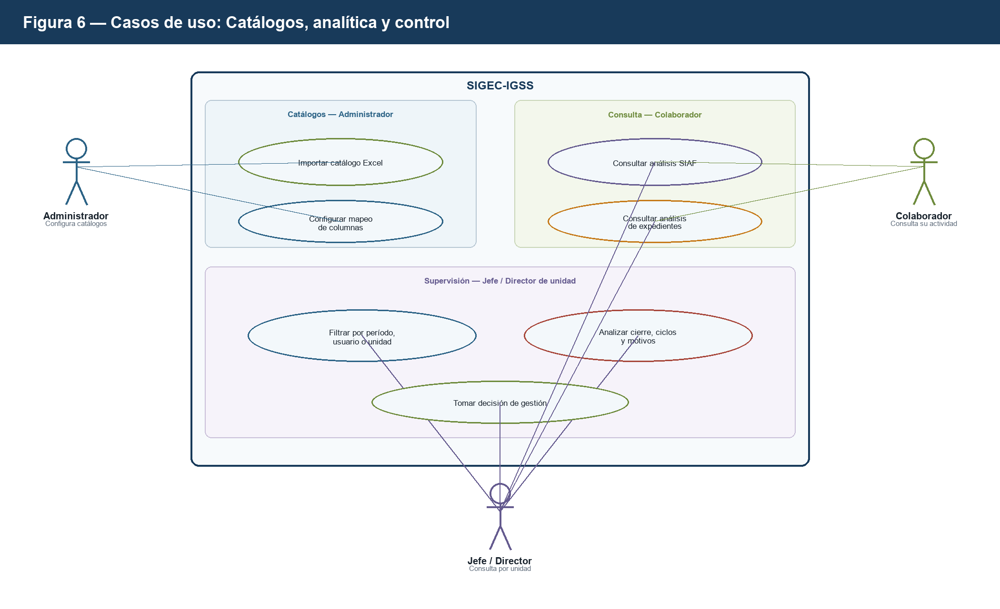 Figura 6 — Casos de uso: Catálogos, analítica y control
SIGEC-IGSS
Catálogos — Administrador
Importar catálogo Excel
Configurar mapeo
de columnas
Consulta — Colaborador
Consultar análisis SIAF
Consultar análisis
de expedientes
Administrador
Configura catálogos
Colaborador
Consulta su actividad
Supervisión — Jefe / Director de unidad
Filtrar por período,
usuario o unidad
Analizar cierre, ciclos
y motivos
Tomar decisión de gestión
Jefe / Director
Consulta por unidad